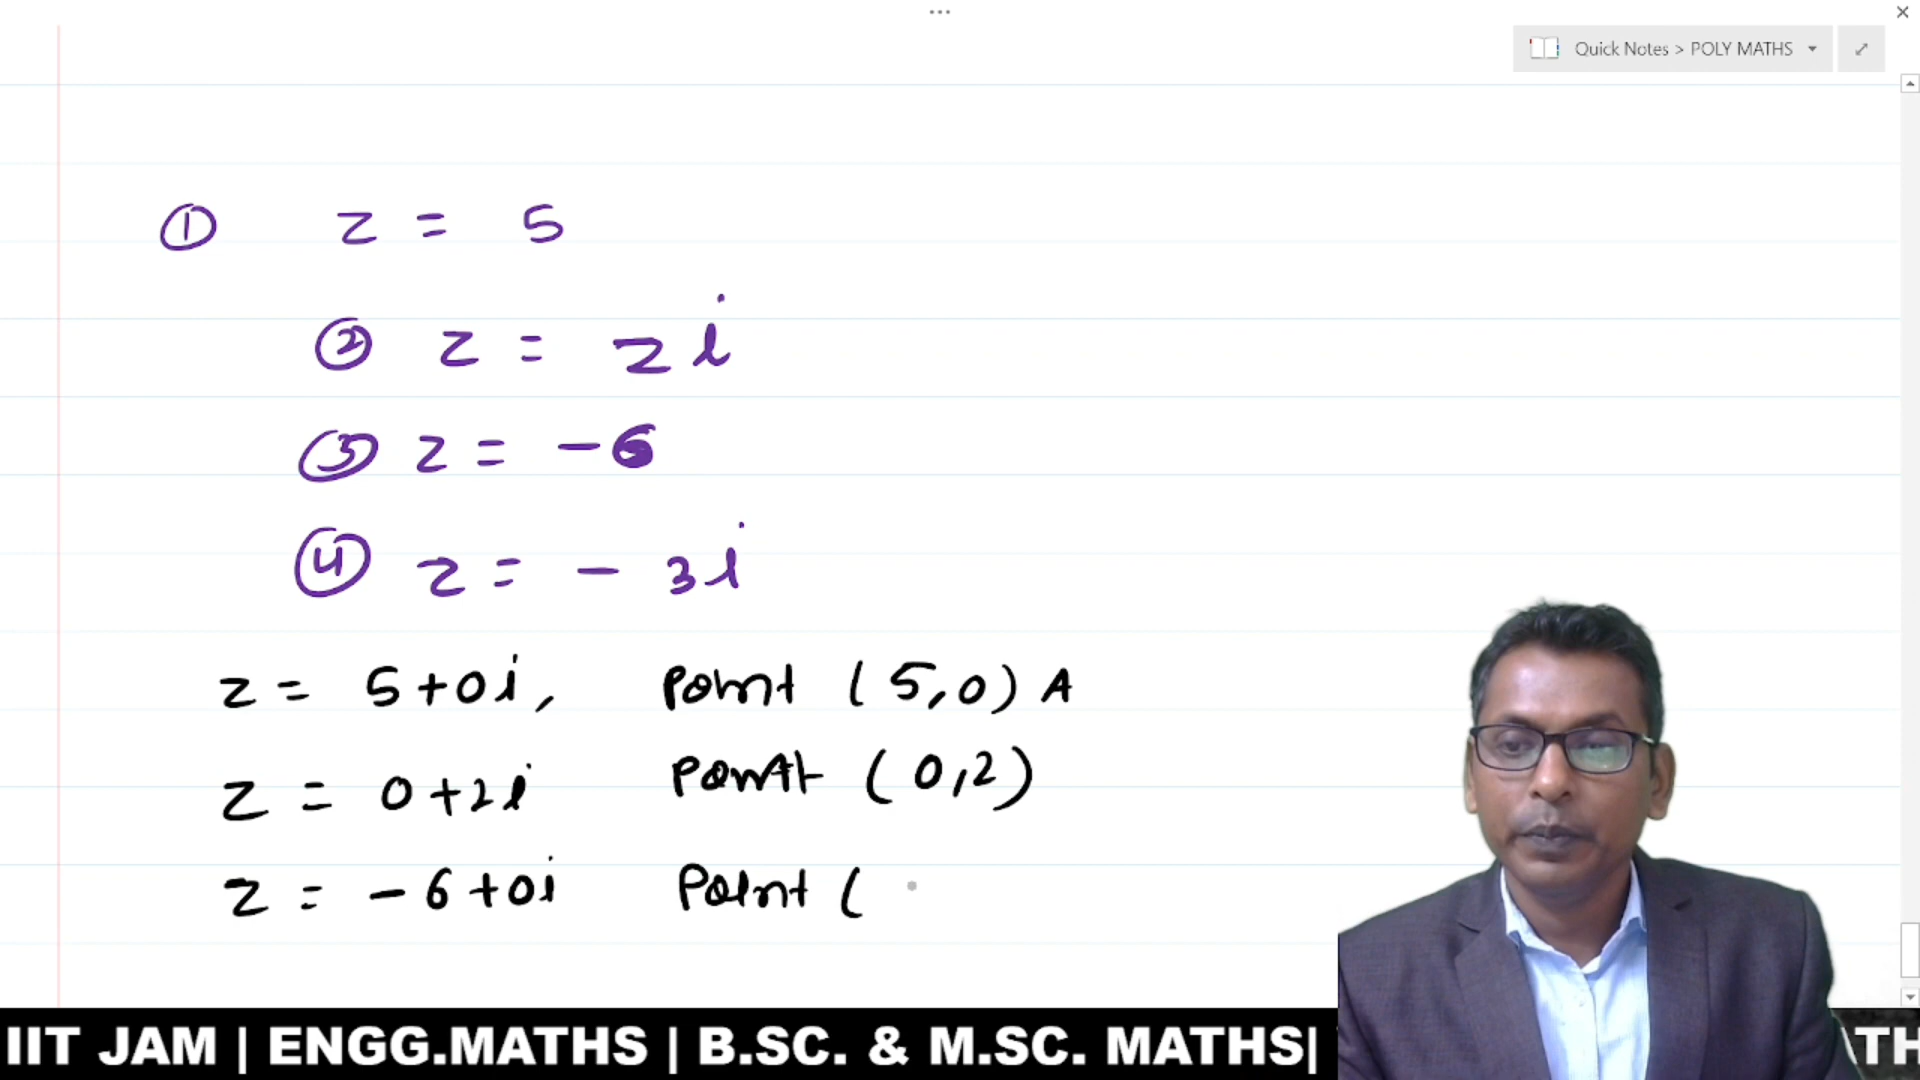 Quick Notes > POLY MATHS
① z = 5
② z = 2i
③ z = -6
④ z = - 3i
z = 5+0i, Point (5,0) A
z = 0+2i Point (0,2)
z = -6+0i Point (
IIT JAM | ENGG.MATHS | B.SC. & M.SC. MATHS|